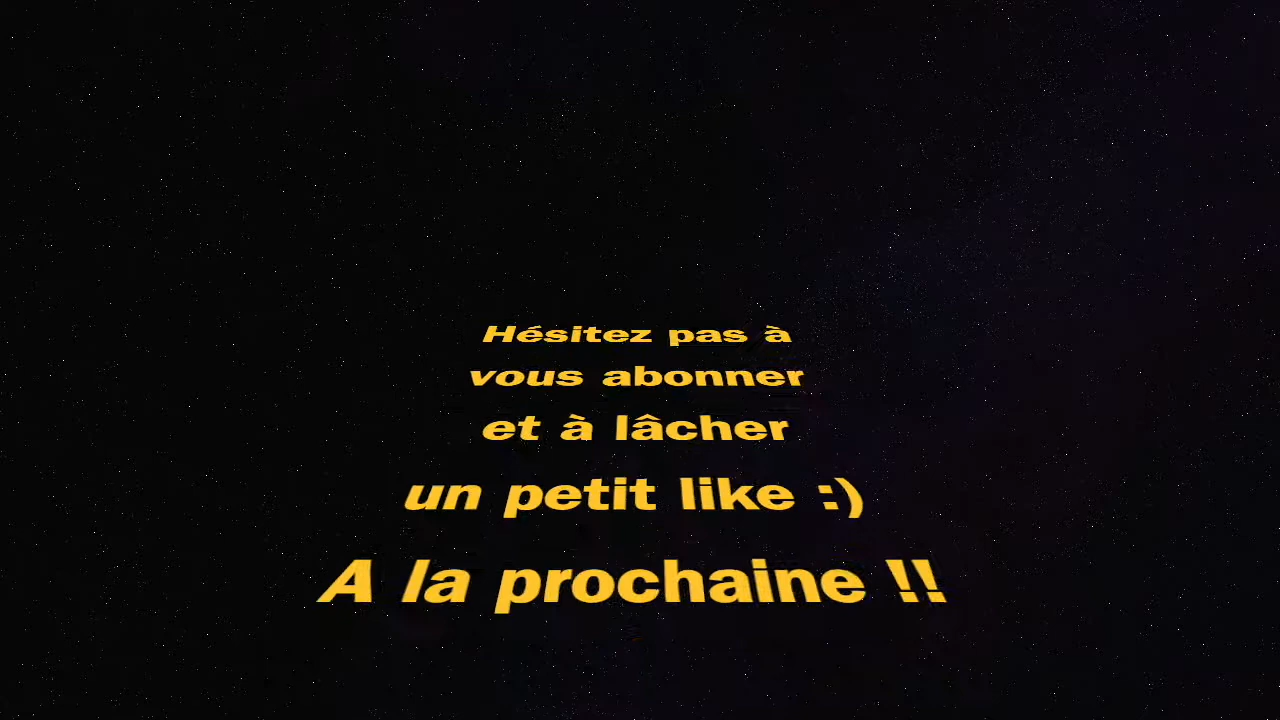 Hésitez pas à
vous abonner
et à lâcher
un petit like :)
A la prochaine !!